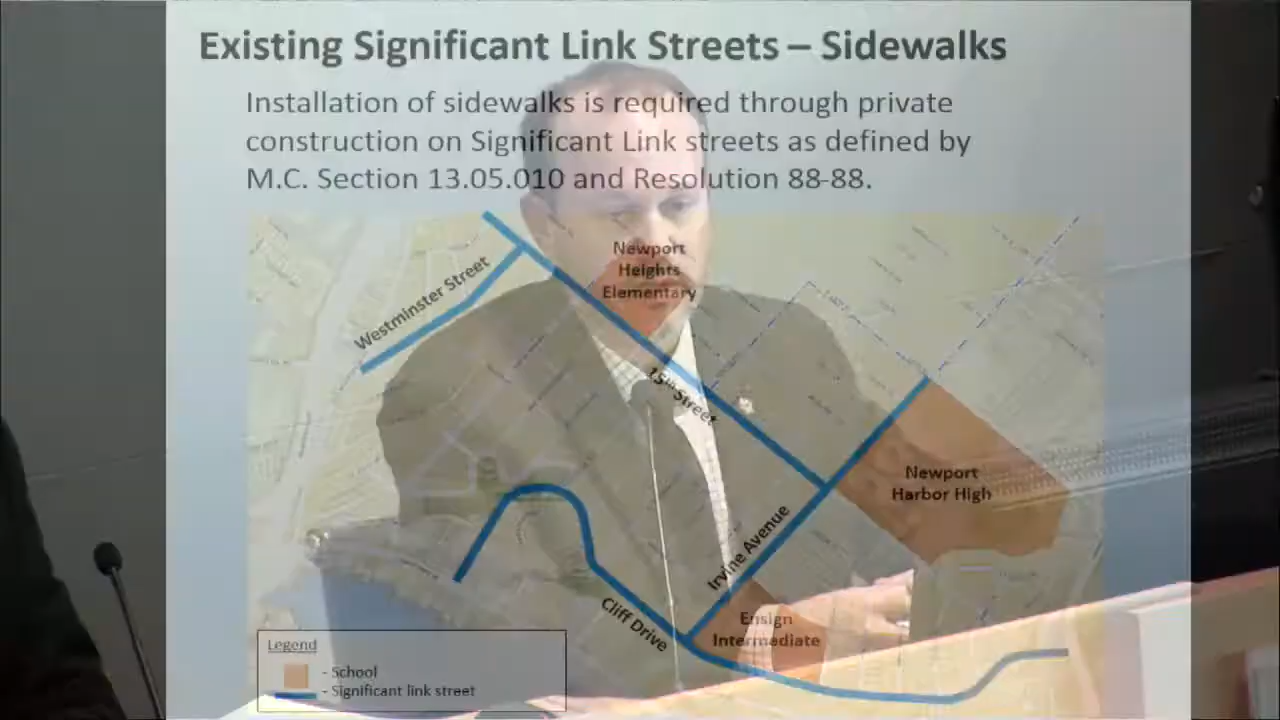 Existing Significant Link Streets – Sidewalks
Installation of sidewalks is required through private
construction on Significant Link streets as defined by
M.C. Section 13.05.010 and Resolution 88-88.
Newport
Heights
Elementary
Westminster Street
15th Street
Newport
Harbor High
Irvine Avenue
Cliff Drive
Ensign
Intermediate
Legend
- School
- Significant link street